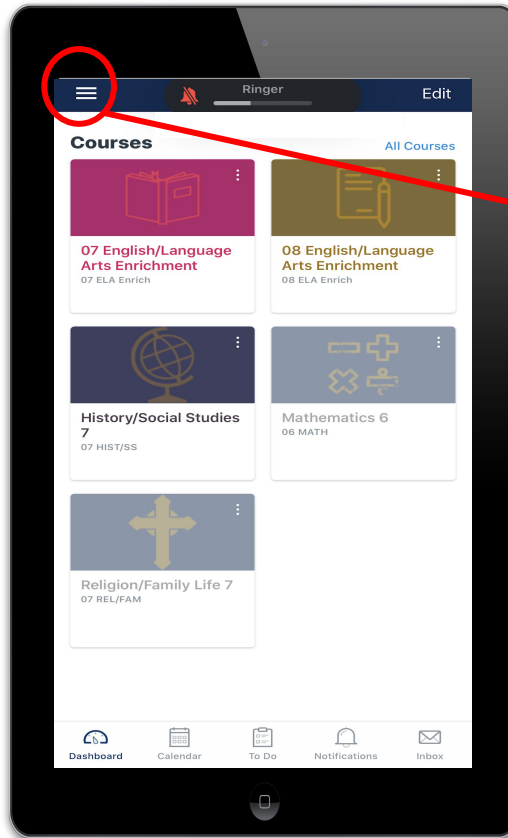 Ringer
Edit
Courses
All Courses
07 English/Language
Arts Enrichment
07 ELA Enrich
08 English/Language
Arts Enrichment
08 ELA Enrich
History/Social Studies
7
07 HIST/SS
Mathematics 6
06 MATH
Religion/Family Life 7
07 REL/FAM
Dashboard
Calendar
To Do
Notifications
Inbox